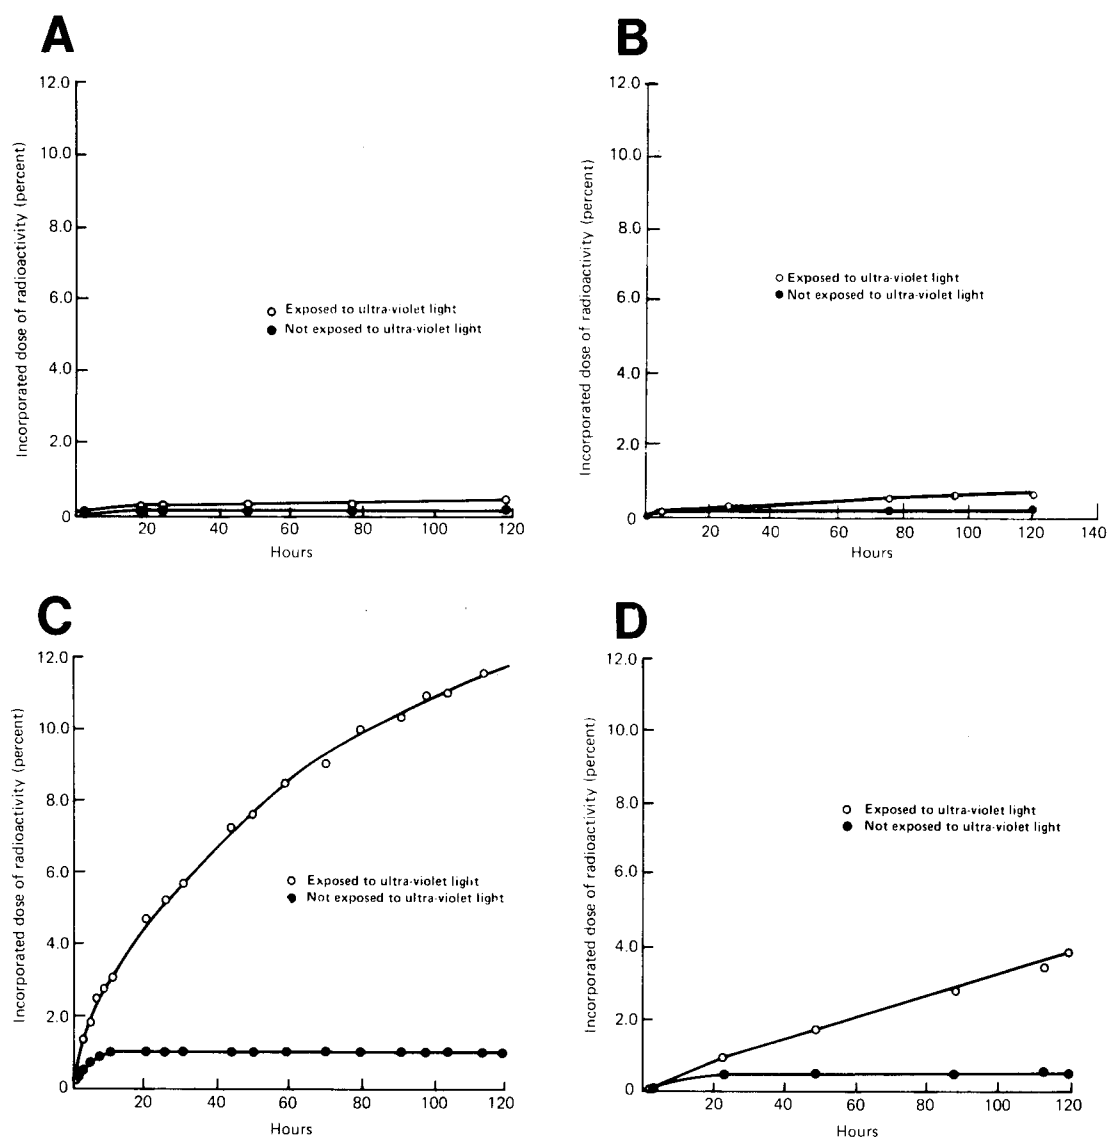 A
12.0
10.0
8.0
6.0
4.0
2.0
0
20
40
60
80
100
120
Hours
Incorporated dose of radioactivity (percent)
Exposed to ultra-violet light
Not exposed to ultra-violet light
B
12.0
10.0
8.0
6.0
4.0
2.0
0
20
40
60
80
100
120
140
Hours
Incorporated dose of radioactivity (percent)
Exposed to ultra-violet light
Not exposed to ultra-violet light
C
12.0
10.0
8.0
6.0
4.0
2.0
0
20
40
60
80
100
120
Hours
Incorporated dose of radioactivity (percent)
Exposed to ultra-violet light
Not exposed to ultra-violet light
D
12.0
10.0
8.0
6.0
4.0
2.0
0
20
40
60
80
100
120
Hours
Incorporated dose of radioactivity (percent)
Exposed to ultra-violet light
Not exposed to ultra-violet light